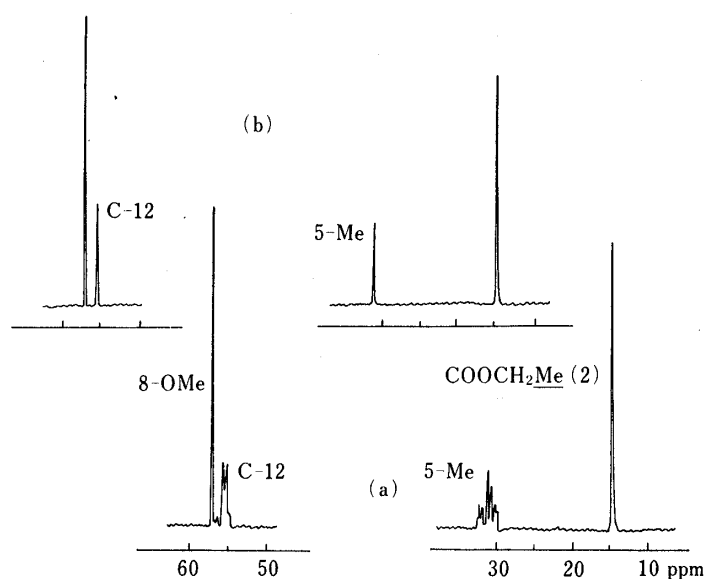 (b)
C-12
5-Me
8-OMe
COOCH₂Me (2)
C-12
(a)
5-Me
60 50 30 20 10 ppm